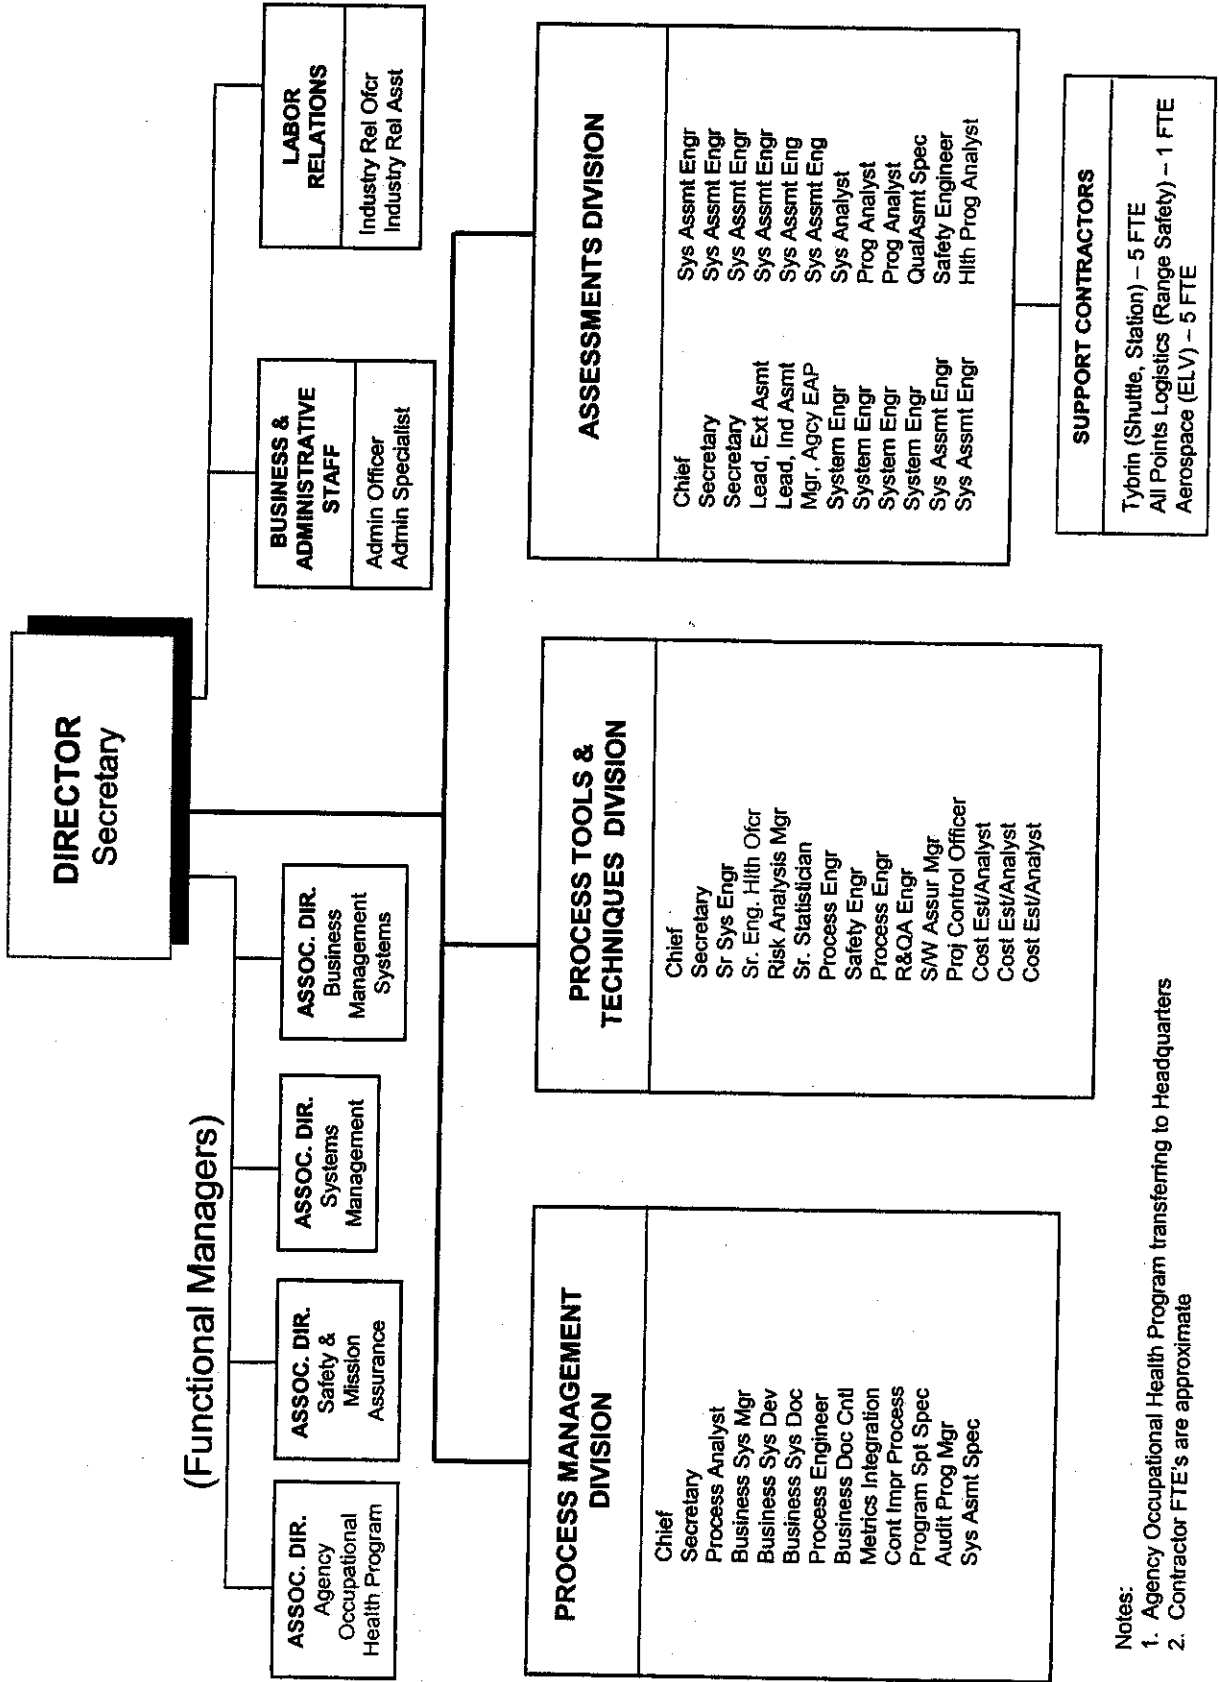 DIRECTOR
Secretary
(Functional Managers)
ASSOC. DIR.
Agency
Occupational
Health Program
ASSOC. DIR.
Safety &
Mission
Assurance
ASSOC. DIR.
Systems
Management
ASSOC. DIR.
Business
Management
Systems
BUSINESS &
ADMINISTRATIVE
STAFF
Admin Officer
Admin Specialist
LABOR
RELATIONS
Industry Rel Ofcr
Industry Rel Asst
PROCESS MANAGEMENT
DIVISION
Chief
Secretary
Process Analyst
Business Sys Mgr
Business Sys Dev
Business Sys Doc
Process Engineer
Business Doc Cntl
Metrics Integration
Cont Impr Process
Program Spt Spec
Audit Prog Mgr
Sys Asmt Spec
PROCESS TOOLS &
TECHNIQUES DIVISION
Chief
Secretary
Sr Sys Engr
Sr. Eng. Hlth Ofcr
Risk Analysis Mgr
Sr. Statistidian
Process Engr
Safety Engr
Process Engr
R&QA Engr
S/W Assur Mgr
Proj Control Officer
Cost Est/Analyst
Cost Est/Analyst
Cost Est/Analyst
ASSESSMENTS DIVISION
Chief
Secretary
Secretary
Lead, Ext Asmt
Lead, Ind Asmt
Mgr, Agcy EAP
System Engr
System Engr
System Engr
System Engr
Sys Assmt Engr
Sys Assmt Engr
Sys Assmt Engr
Sys Assmt Engr
Sys Assmt Engr
Sys Assmt Engr
Sys Assmt Eng
Sys Assmt Eng
Sys Analyst
Prog Analyst
Prog Analyst
QualAsmt Spec
Safety Engineer
Hlth Prog Analyst
SUPPORT CONTRACTORS
Tybrin (Shuttle, Station) – 5 FTE
All Points Logistics (Range Safety) – 1 FTE
Aerospace (ELV) – 5 FTE
Notes:
1. Agency Occupational Health Program transferring to Headquarters
2. Contractor FTE's are approximate